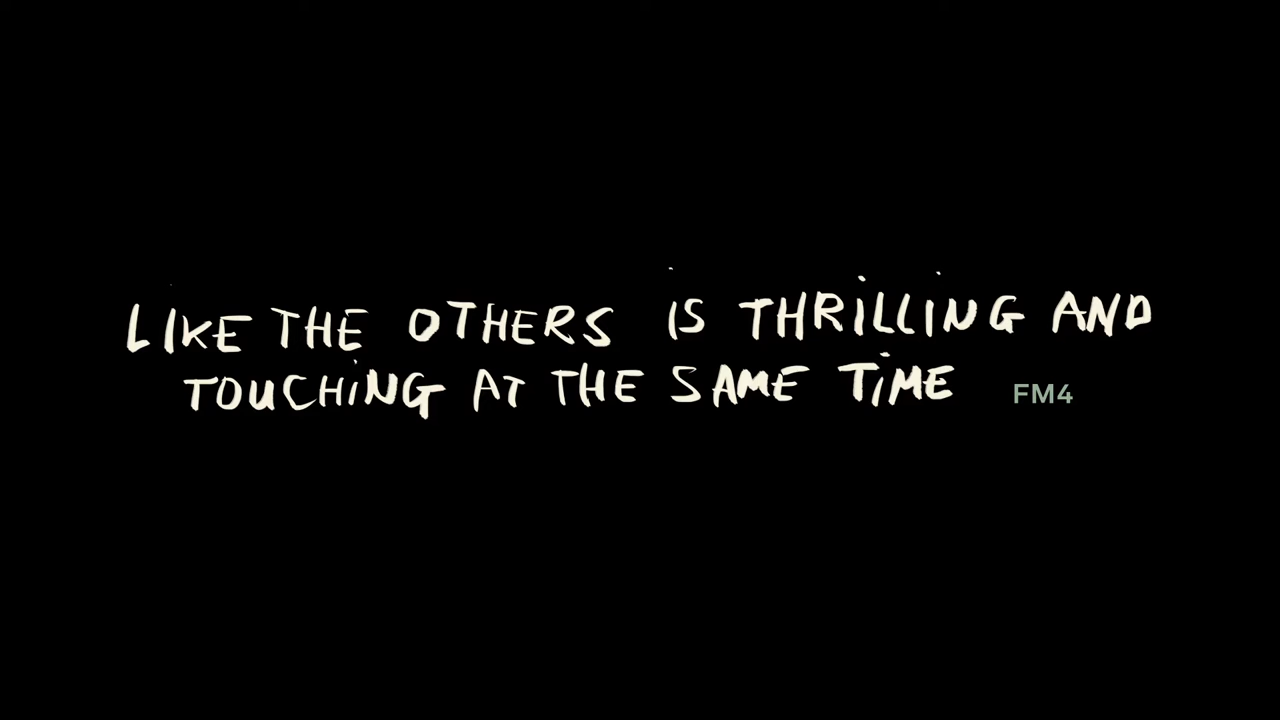 LiKE THE OTHERS iS THRiLLiNG AND
TOUCHiNG AT THE SAME TiME FM4